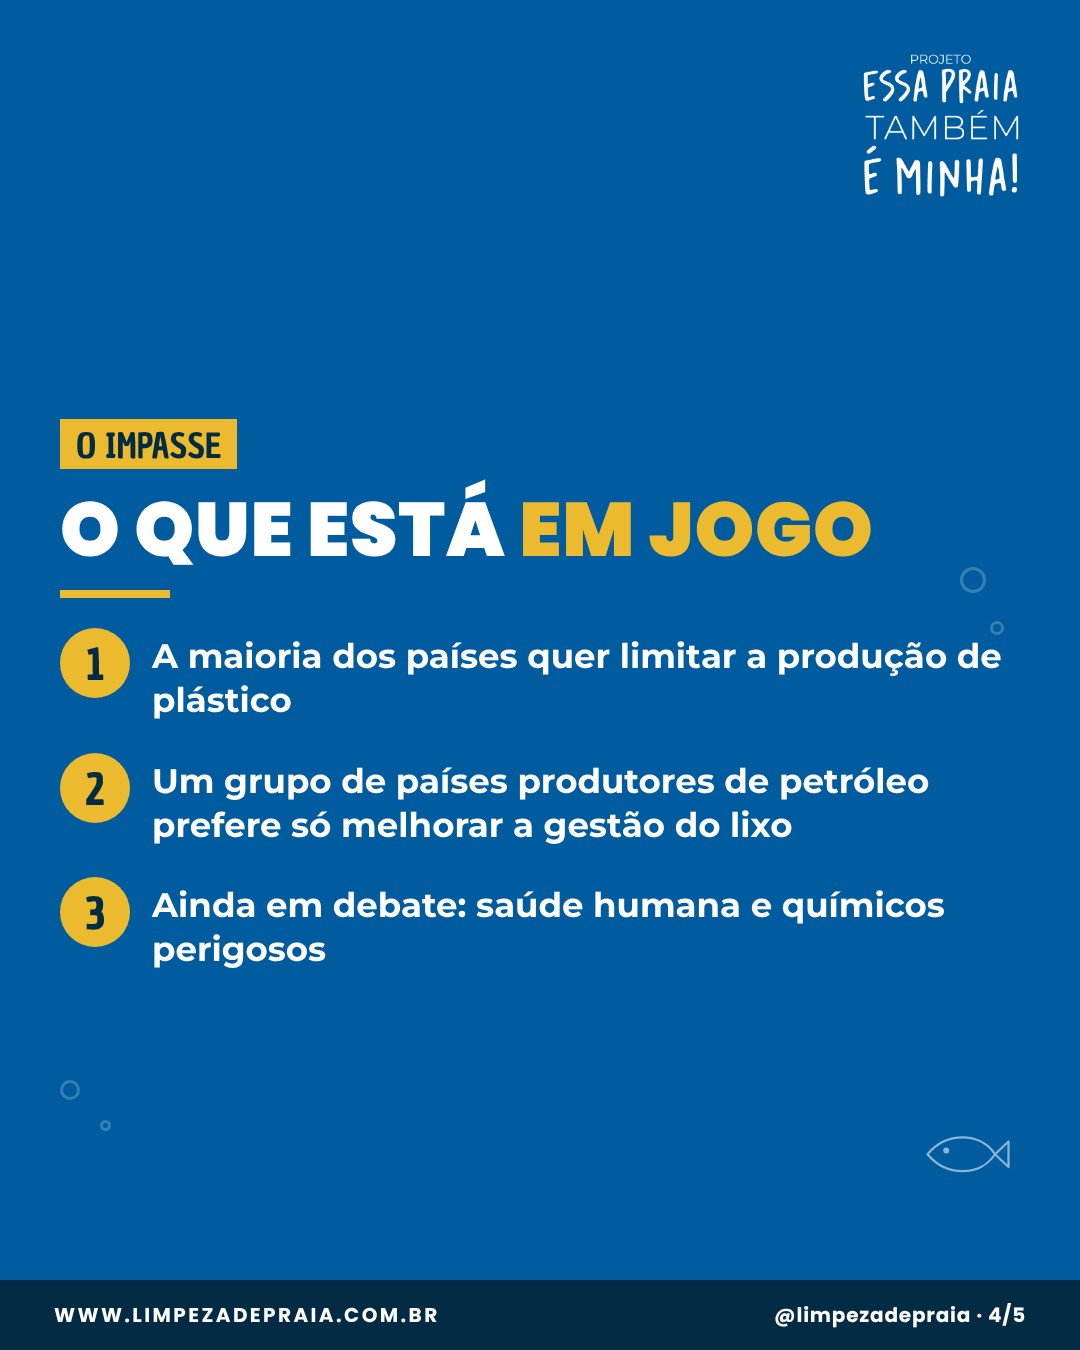 PROJETO
ESSA PRAIA
TAMBÉM
É MINHA!
O IMPASSE
O QUE ESTÁ EM JOGO
1 A maioria dos países quer limitar a produção de
plástico
2 Um grupo de países produtores de petróleo
prefere só melhorar a gestão do lixo
3 Ainda em debate: saúde humana e químicos
perigosos
WWW.LIMPEZADEPRAIA.COM.BR
@limpezadepraia · 4/5